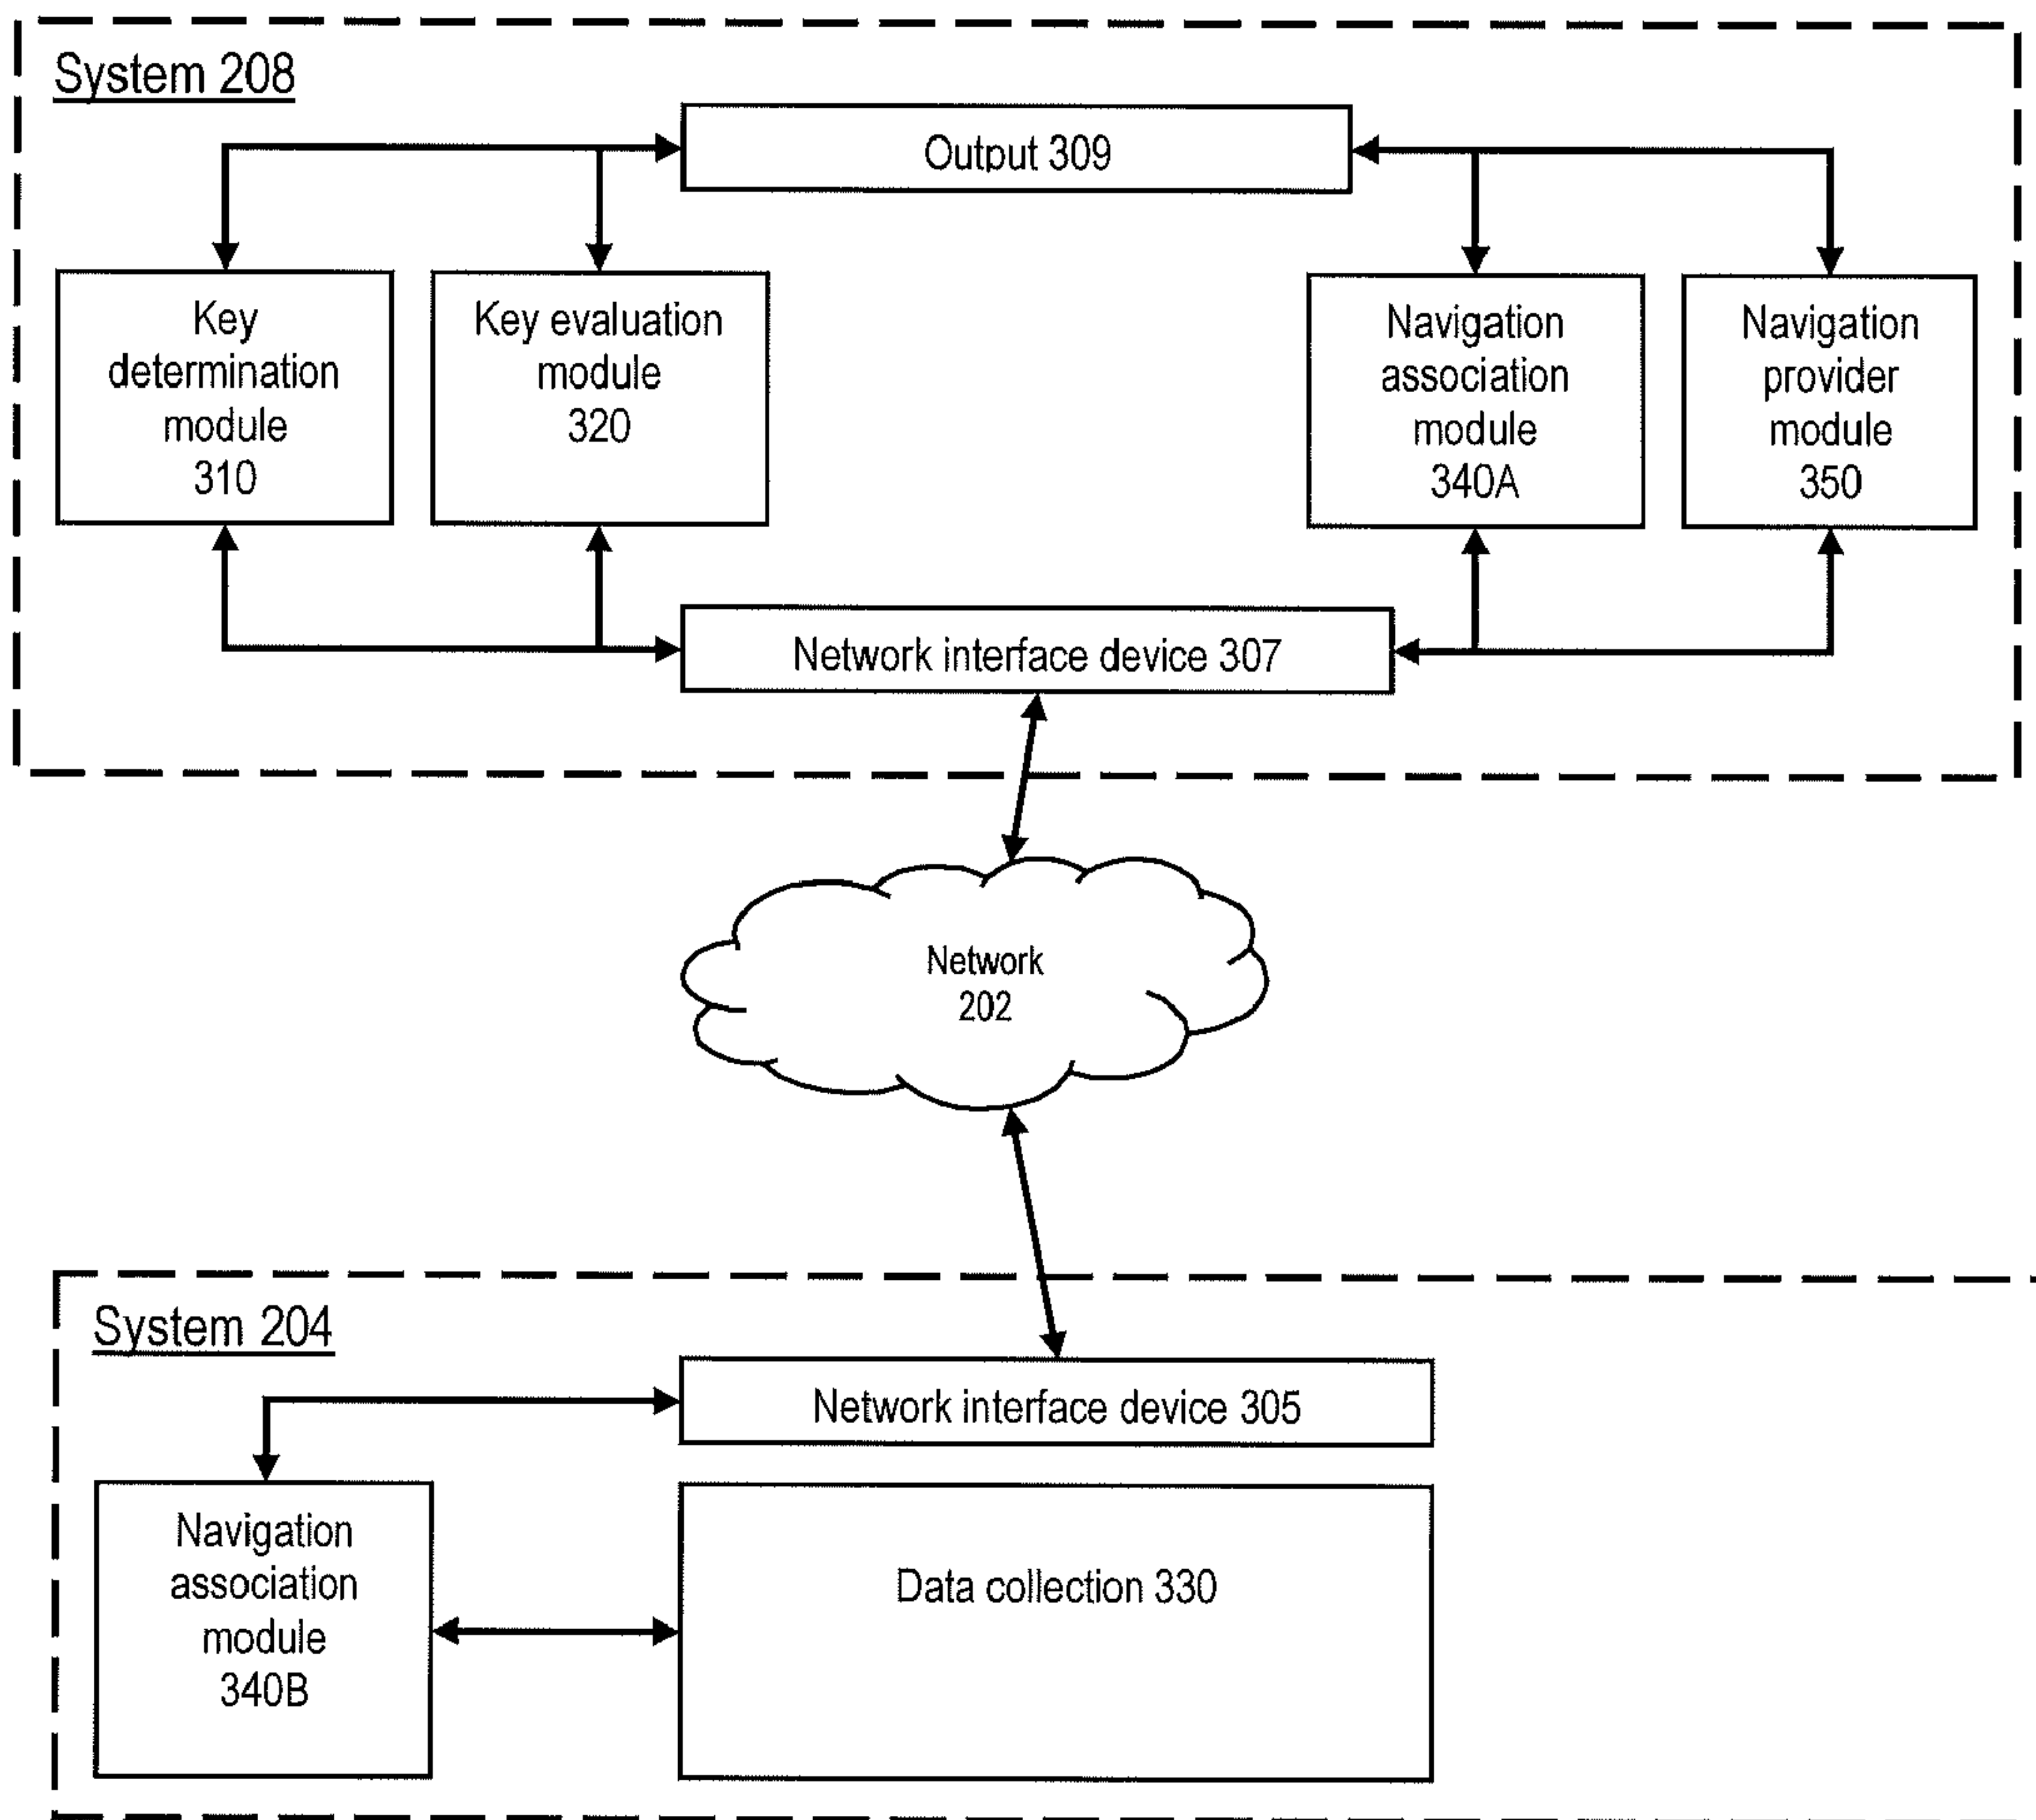 System 208
Output 309
Key
determination
module
310
Key evaluation
module
320
Navigation
association
module
340A
Navigation
provider
module
350
Network interface device 307
Network
202
System 204
Network interface device 305
Navigation
association
module
340B
Data collection 330